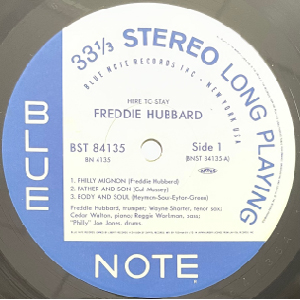 33⅓ STEREO LONG PLAYING
BLUE NOTE RECORDS INC · NEW YORK USA
HERE TO STAY
FREDDIE HUBBARD
BST 84135
Side 1
BN 4135
(BNST 84135-A)
1. PHILLY MIGNON (Freddie Hubbard)
2. FATHER AND SON (Cal Massey)
3. BODY AND SOUL (Heyman-Sour-Eyton-Green)
Freddie Hubbard, trumpet; Wayne Shorter, tenor sax;
Cedar Walton, piano; Reggie Workman, bass;
"Philly" Joe Jones, drums.
BLUE
NOTE